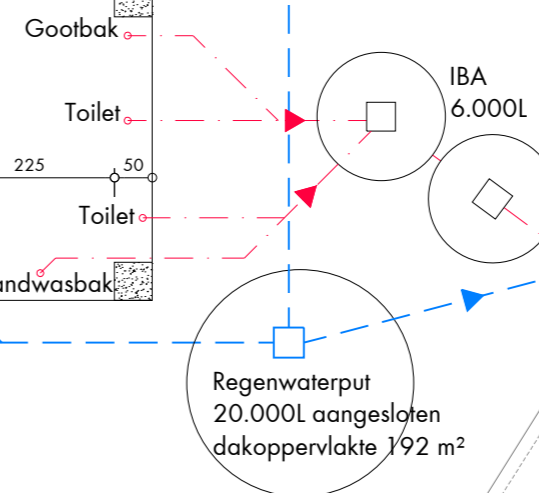 Gootbak
IBA
6.000L
Toilet
225
50
Toilet
andwasbak
Regenwaterput
20.000L aangesloten
dakoppervlakte 192 m²